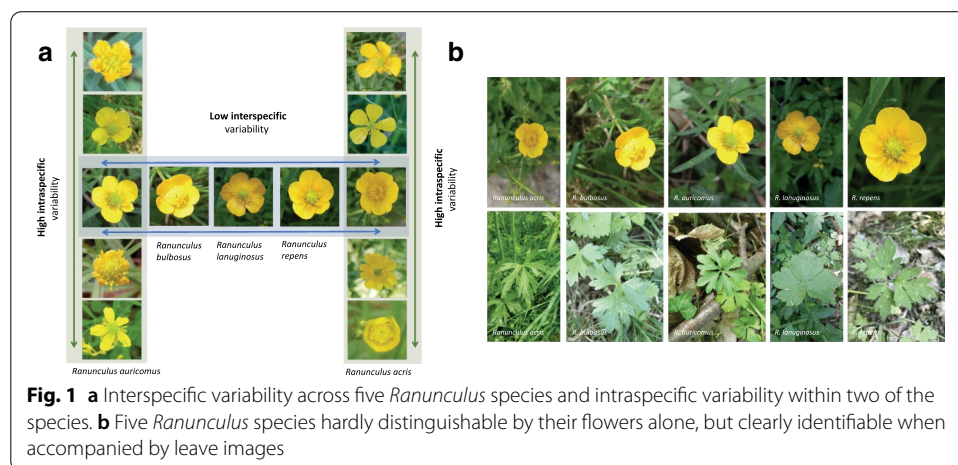 a
Low interspecific
variability
High intraspecific
variability
High intraspecific
variability
Ranunculus
bulbosus
Ranunculus
lanuginosus
Ranunculus
repens
Ranunculus auricomus
Ranunculus acris
b
Ranunculus acris
R. bulbosus
R. auricomus
R. lanuginosus
R. repens
Ranunculus acris
R. bulbosus
R. auricomus
R. lanuginosus
R. repens
Fig. 1 a Interspecific variability across five Ranunculus species and intraspecific variability within two of the
species. b Five Ranunculus species hardly distinguishable by their flowers alone, but clearly identifiable when
accompanied by leave images